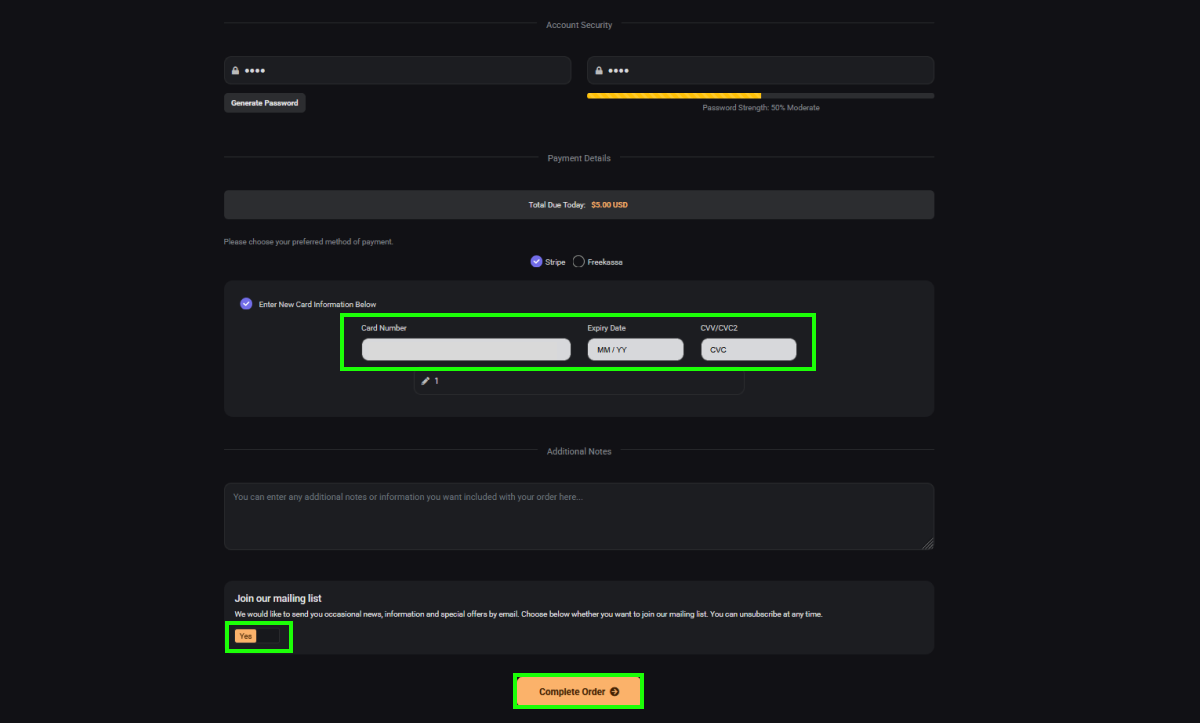 Account Security
••••
••••
Generate Password
Password Strength: 50% Moderate
Payment Details
Total Due Today: $5.00 USD
Please choose your preferred method of payment.
Stripe
Freekassa
Enter New Card Information Below
Card Number
Expiry Date
CVV/CVC2
MM / YY
CVC
1
Additional Notes
You can enter any additional notes or information you want included with your order here...
Join our mailing list
We would like to send you occasional news, information and special offers by email. Choose below whether you want to join our mailing list. You can unsubscribe at any time.
Yes
Complete Order